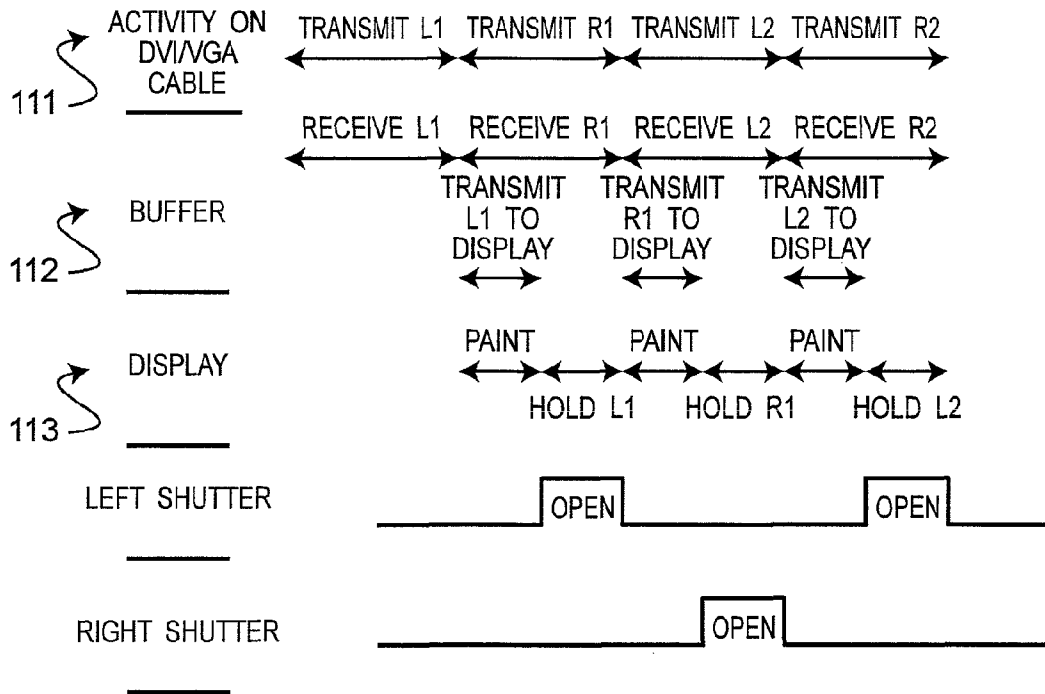 ACTIVITY ON
DVI/VGA
CABLE
111
TRANSMIT L1 TRANSMIT R1 TRANSMIT L2 TRANSMIT R2
RECEIVE L1 RECEIVE R1 RECEIVE L2 RECEIVE R2
BUFFER
112
TRANSMIT
L1 TO
DISPLAY
TRANSMIT
R1 TO
DISPLAY
TRANSMIT
L2 TO
DISPLAY
DISPLAY
113
PAINT PAINT PAINT
HOLD L1 HOLD R1 HOLD L2
LEFT SHUTTER
OPEN OPEN
RIGHT SHUTTER
OPEN